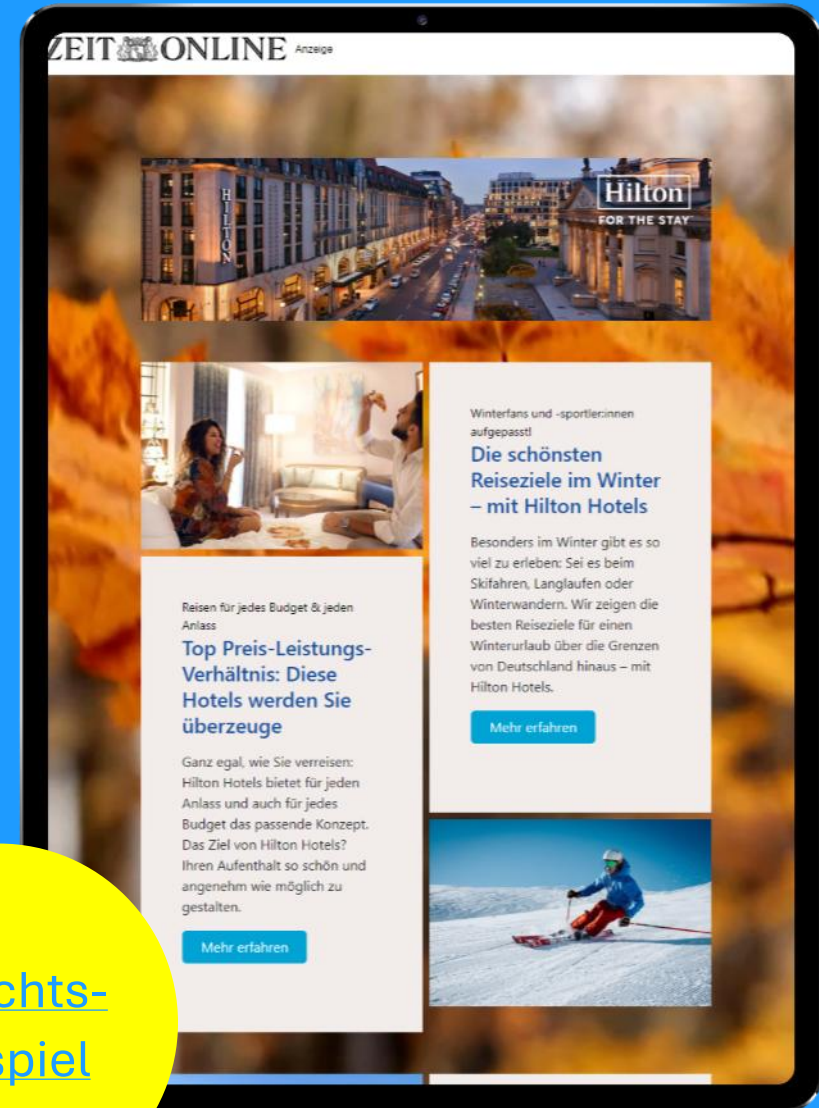 ZEIT ONLINE Anzeige
HILTON
Hilton
FOR THE STAY
Reisen für jedes Budget & jeden
Anlass
Top Preis-Leistungs-
Verhältnis: Diese
Hotels werden Sie
überzeuge
Ganz egal, wie Sie verreisen:
Hilton Hotels bietet für jeden
Anlass und auch für jedes
Budget das passende Konzept.
Das Ziel von Hilton Hotels?
Ihren Aufenthalt so schön und
angenehm wie möglich zu
gestalten.
Mehr erfahren
Winterfans und -sportler:innen
aufgepasst!
Die schönsten
Reiseziele im Winter
– mit Hilton Hotels
Besonders im Winter gibt es so
viel zu erleben: Sei es beim
Skifahren, Langlaufen oder
Winterwandern. Wir zeigen die
besten Reiseziele für einen
Winterurlaub über die Grenzen
von Deutschland hinaus – mit
Hilton Hotels.
Mehr erfahren
chts-
spiel